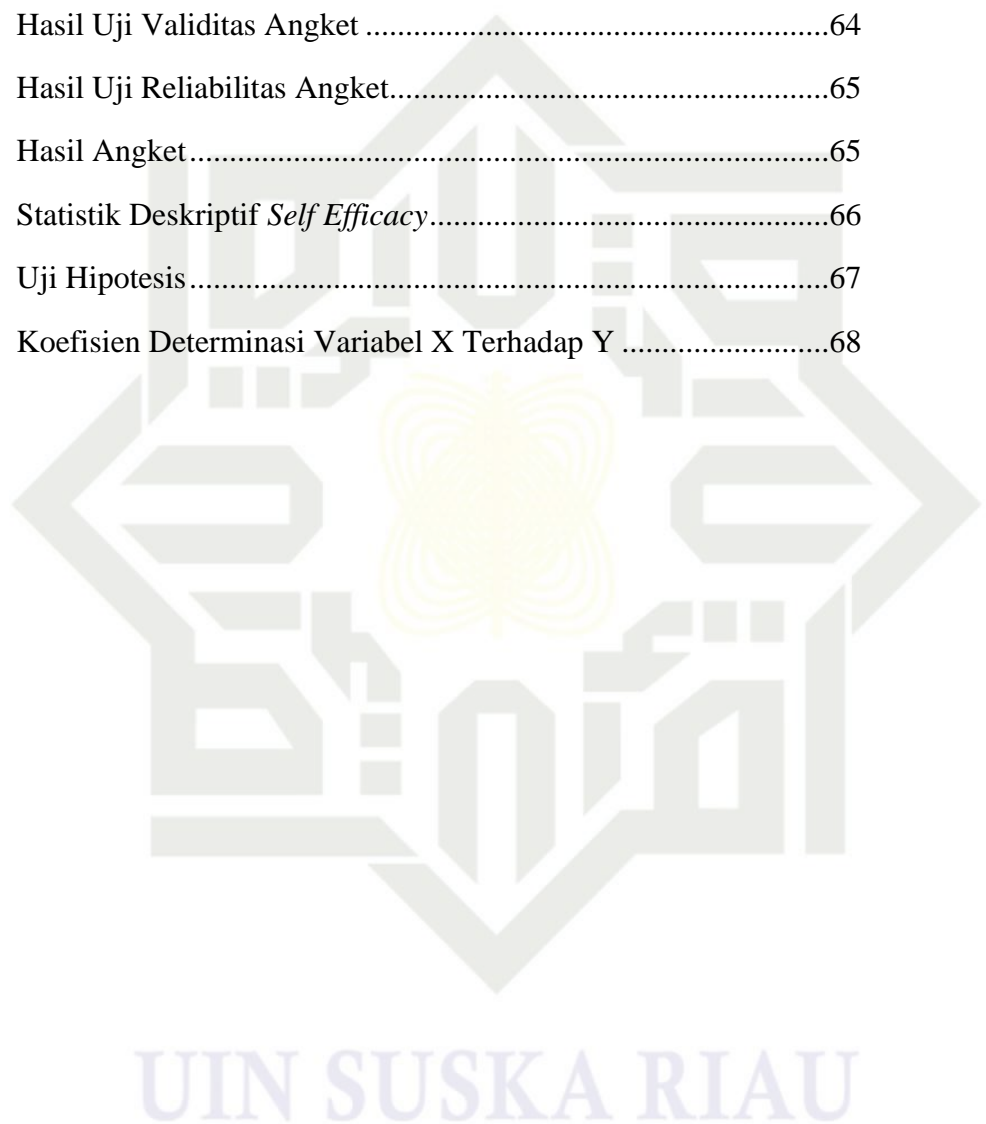 Hasil Uji Validitas Angket ..........................................................64
Hasil Uji Reliabilitas Angket.......................................................65
Hasil Angket................................................................................65
Statistik Deskriptif Self Efficacy..................................................66
Uji Hipotesis................................................................................67
Koefisien Determinasi Variabel X Terhadap Y ..........................68
UIN SUSKA RIAU